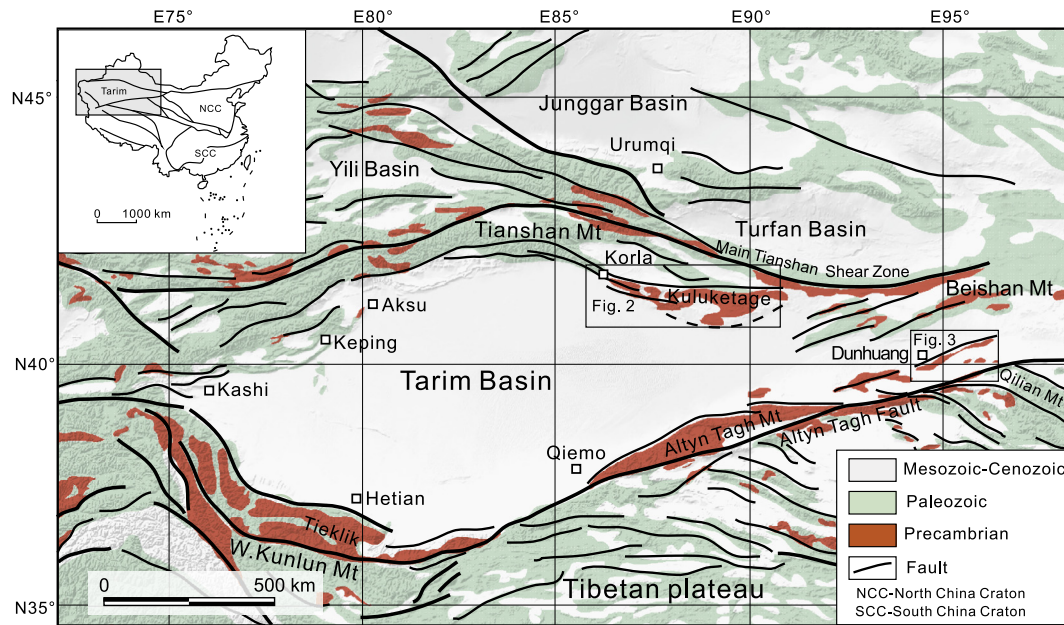 E75° E80° E85° E90° E95°
N45°
N40°
N35°
Tarim
NCC
SCC
0 1000 km
Junggar Basin
Urumqi
Yili Basin
Tianshan Mt
Turfan Basin
Main Tianshan Shear Zone
Korla
Kuluketage
Fig. 2
Beishan Mt
Aksu
Keping
Dunhuang
Fig. 3
Kashi
Tarim Basin
Qilian Mt
Altyn Tagh Mt
Altyn Tagh Fault
Qiemo
Hetian
Tieklik
W.Kunlun Mt
Tibetan plateau
0 500 km
Mesozoic-Cenozoic
Paleozoic
Precambrian
Fault
NCC-North China Craton
SCC-South China Craton